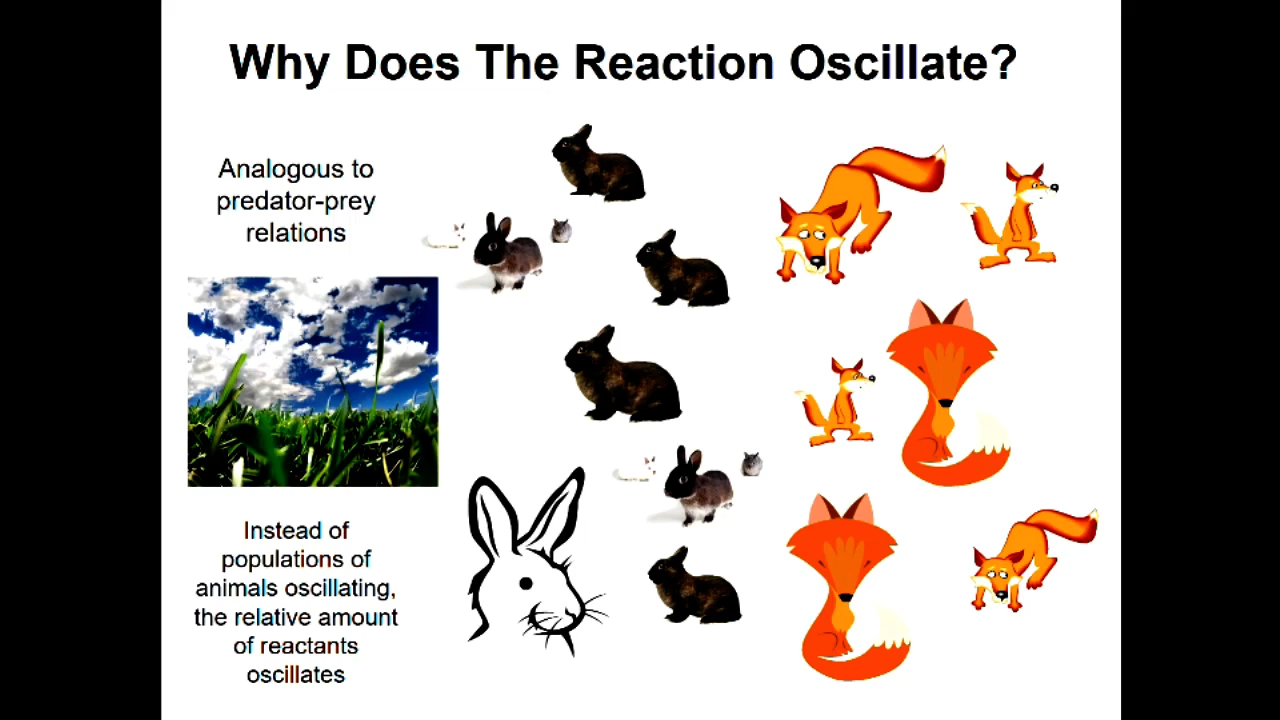 Why Does The Reaction Oscillate?
Analogous to
predator-prey
relations
Instead of
populations of
animals oscillating,
the relative amount
of reactants
oscillates